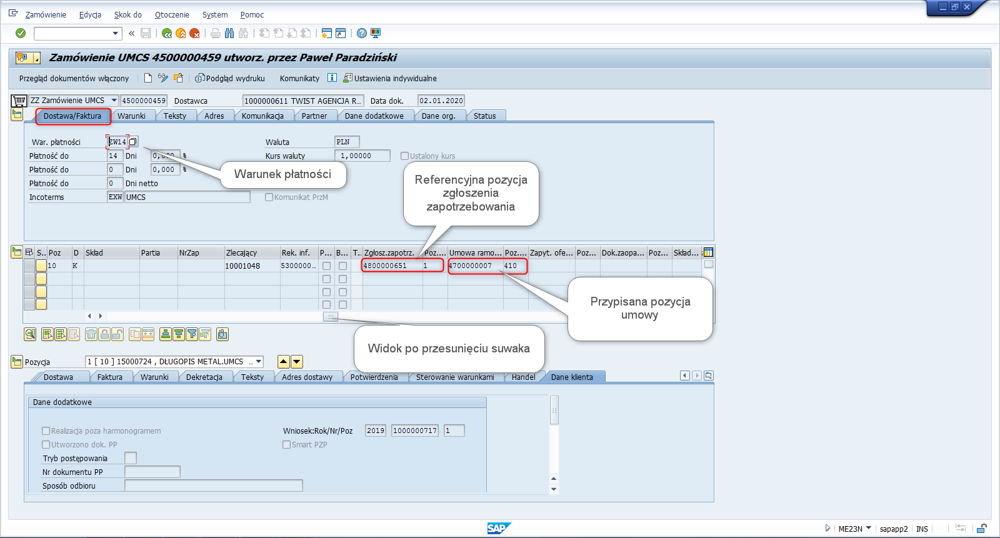 Zamówienie Edycja Skok do Otoczenie System Pomoc
Zamówienie UMCS 4500000459 utworz. przez Paweł Paradziński
Przegląd dokumentów włączony Podgląd wydruku Komunikaty Ustawienia indywidualne
ZZ Zamówienie UMCS 4500000459 Dostawca 1000000611 TWIST AGENCJA R... Data dok. 02.01.2020
Dostawa/Faktura Warunki Teksty Adres Komunikacja Partner Dane dodatkowe Dane org. Status
War. płatności ZW14 Waluta PLN
Płatność do 14 Dni 0,000 % Kurs waluty 1,00000 Ustalony kurs
Płatność do 0 Dni 0,000 %
Płatność do 0 Dni netto
Incoterms EXW UMCS Komunikat PrzM
Warunek płatności
Referencyjna pozycja
zgłoszenia
zapotrzebowania
S.. Poz D Skład Partia NrZap Zlecający Rek. inf. P... B... T.. Zgłosz.zapotrz. Poz.... Umowa ramo... Poz.... Zapyt. ofe... Poz... Dok.zaopa... Poz... Skład...
10 K 10001048 5300000... 4800000651 1 4700000007 410
Przypisana pozycja
umowy
Widok po przesunięciu suwaka
Pozycja 1 [ 10 ] 15000724 , DŁUGOPIS METAL.UMCS ...
Dostawa Faktura Warunki Dekretacja Teksty Adres dostawy Potwierdzenia Sterowanie warunkami Handel Dane klienta
Dane dodatkowe
Realizacja poza harmonogramem Wniosek:Rok/Nr/Poz 2019 1000000717 1
Utworzono dok. PP Smart PZP
Tryb postępowania
Nr dokumentu PP
Sposób odbioru
SAP ME23N sapapp2 INS